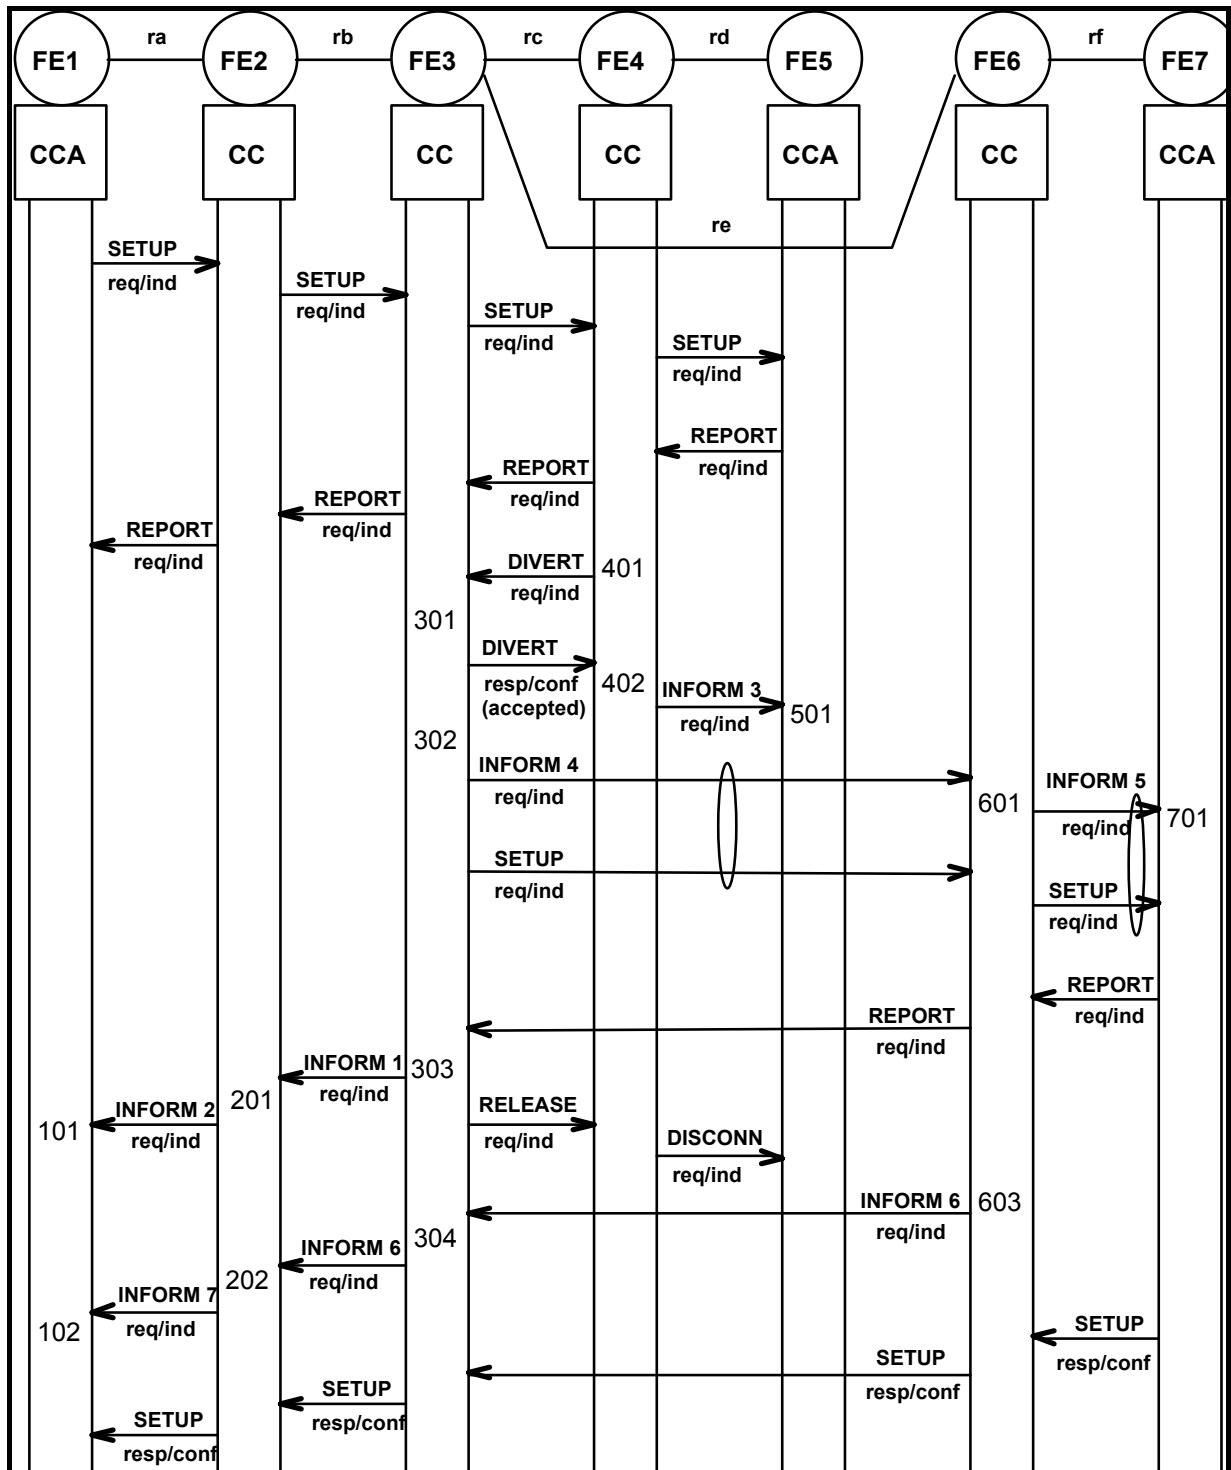 ra rb rc rd rf
FE1 FE2 FE3 FE4 FE5 FE6 FE7
CCA CC CC CC CCA CC CCA
re
SETUP
req/ind
SETUP
req/ind
SETUP
req/ind
SETUP
req/ind
REPORT
req/ind
REPORT
req/ind
REPORT
req/ind
REPORT
req/ind
DIVERT
req/ind
401
301
DIVERT
resp/conf
(accepted)
402
INFORM 3
req/ind
501
302
INFORM 4
req/ind
601
INFORM 5
req/ind
701
SETUP
req/ind
SETUP
req/ind
REPORT
req/ind
REPORT
req/ind
303
INFORM 1
req/ind
201
INFORM 2
req/ind
101
RELEASE
req/ind
DISCONN
req/ind
INFORM 6
req/ind
603
304
INFORM 6
req/ind
202
INFORM 7
req/ind
102
SETUP
resp/conf
SETUP
resp/conf
SETUP
resp/conf
SETUP
resp/conf